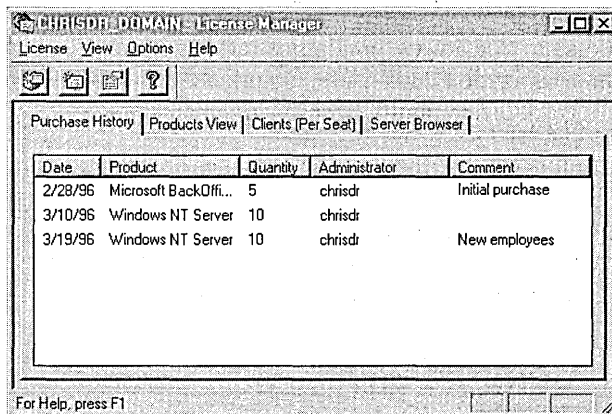 CHRISDR_DOMAIN - License Manager
License View Options Help
Purchase History Products View Clients (Per Seat) Server Browser
Date Product Quantity Administrator Comment
2/28/96 Microsoft BackOffi... 5 chrisdr Initial purchase
3/10/96 Windows NT Server 10 chrisdr
3/19/96 Windows NT Server 10 chrisdr New employees
For Help, press F1